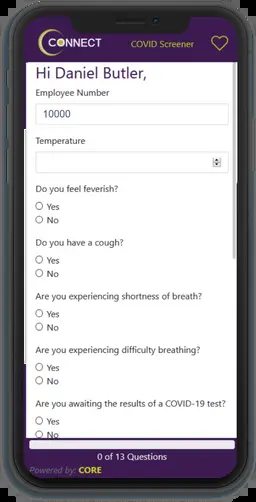 CONNECT
COVID Screener
Hi Daniel Butler,
Employee Number
10000
Temperature
Do you feel feverish?
Yes
No
Do you have a cough?
Yes
No
Are you experiencing shortness of breath?
Yes
No
Are you experiencing difficulty breathing?
Yes
No
Are you awaiting the results of a COVID-19 test?
Yes
No
0 of 13 Questions
Powered by: CORE